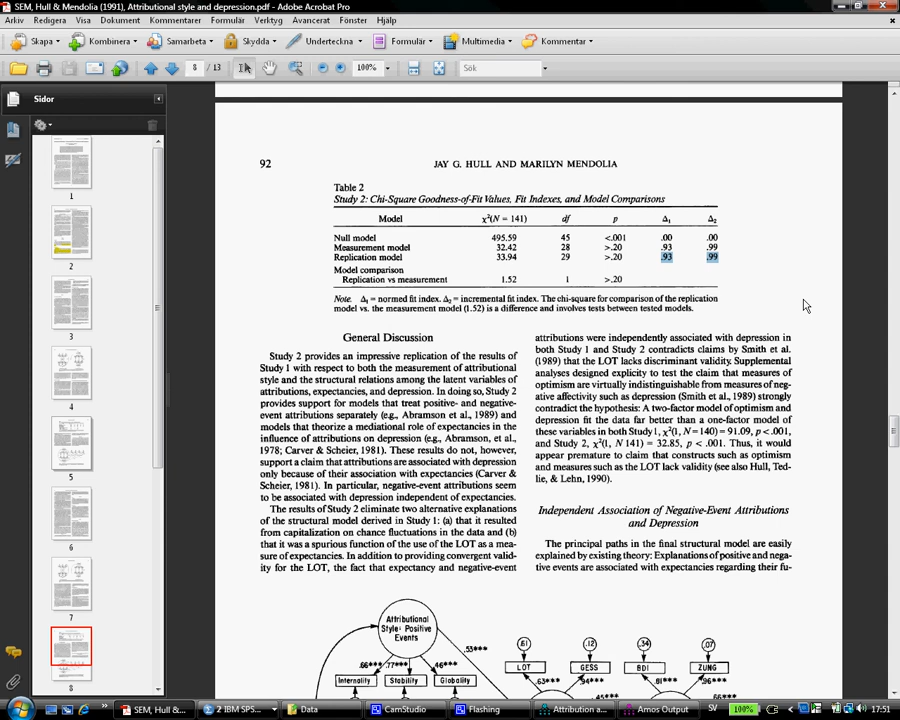 SEM, Hull & Mendolia (1991), Attributional style and depression.pdf - Adobe Acrobat Pro
Arkiv Redigera Visa Dokument Kommentarer Formulär Verktyg Avancerat Fönster Hjälp
Skapa Kombinera Samarbeta Skydda Underteckna Formulär Multimedia Kommentar
8 / 13 100% Sök
Sidor
1
2
3
4
5
6
7
8
92 JAY G. HULL AND MARILYN MENDOLIA
Table 2
Study 2: Chi-Square Goodness-of-Fit Values, Fit Indexes, and Model Comparisons
Model χ²(N = 141) df p Δ₁ Δ₂
Null model 495.59 45 <.001 .00 .00
Measurement model 32.42 28 >.20 .93 .99
Replication model 33.94 29 >.20 .93 .99
Model comparison
Replication vs measurement 1.52 1 >.20
Note. Δ₁ = normed fit index. Δ₂ = incremental fit index. The chi-square for comparison of the replication
model vs. the measurement model (1.52) is a difference and involves tests between tested models.
General Discussion
Study 2 provides an impressive replication of the results of
Study 1 with respect to both the measurement of attributional
style and the structural relations among the latent variables of
attributions, expectancies, and depression. In doing so, Study 2
provides support for models that treat positive- and negative-
event attributions separately (e.g., Abramson et al., 1989) and
models that theorize a mediational role of expectancies in the
influence of attributions on depression (e.g., Abramson, et al.,
1978; Carver & Scheier, 1981). These results do not, however,
support a claim that attributions are associated with depression
only because of their association with expectancies (Carver &
Scheier, 1981). In particular, negative-event attributions seem
to be associated with depression independent of expectancies.
The results of Study 2 eliminate two alternative explanations
of the structural model derived in Study 1: (a) that it resulted
from capitalization on chance fluctuations in the data and (b)
that it was a spurious function of the use of the LOT as a mea-
sure of expectancies. In addition to providing convergent valid-
ity for the LOT, the fact that expectancy and negative-event
attributions were independently associated with depression in
both Study 1 and Study 2 contradicts claims by Smith et al.
(1989) that the LOT lacks discriminant validity. Supplemental
analyses designed explicity to test the claim that measures of
optimism are virtually indistinguishable from measures of neg-
ative affectivity such as depression (Smith et al., 1989) strongly
contradict the hypothesis: A two-factor model of optimism and
depression fit the data far better than a one-factor model of
these variables in both Study 1, χ²(1, N = 140) = 91.09, p < .001,
and Study 2, χ²(1, N 141) = 32.85, p < .001. Thus, it would
appear premature to claim that constructs such as optimism
and measures such as the LOT lack validity (see also Hull, Ted-
lie, & Lehn, 1990).
Independent Association of Negative-Event Attributions
and Depression
The principal paths in the final structural model are easily
explained by existing theory: Explanations of positive and nega-
tive events are associated with expectancies regarding their fu-
Attributional
Style: Positive
Events
.53***
.66*** .77*** .46***
Internality Stability Globality
.61 .12 .34 .07
LOT GESS BDI ZUNG
.63*** .94*** .81*** .96***
SEM, Hull &... 2 IBM SPS... Data CamStudio Flashing Attribution a... Amos Output SV 100% 17:51